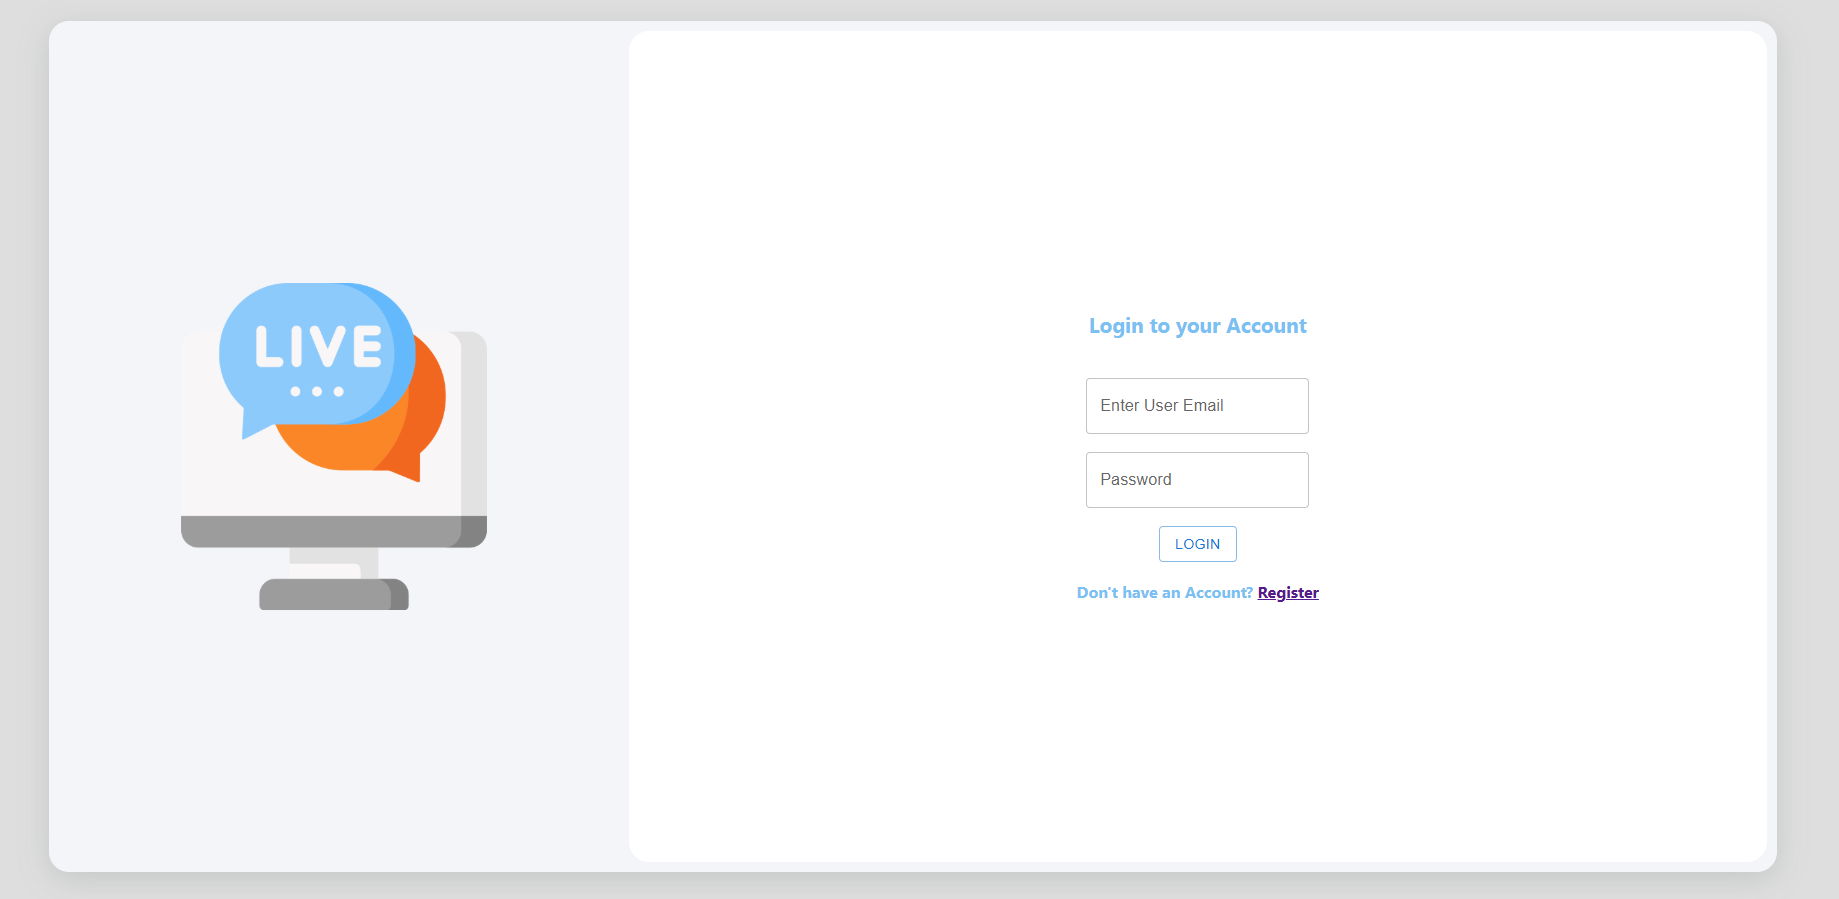 LIVE
Login to your Account
Enter User Email
Password
LOGIN
Don't have an Account? Register